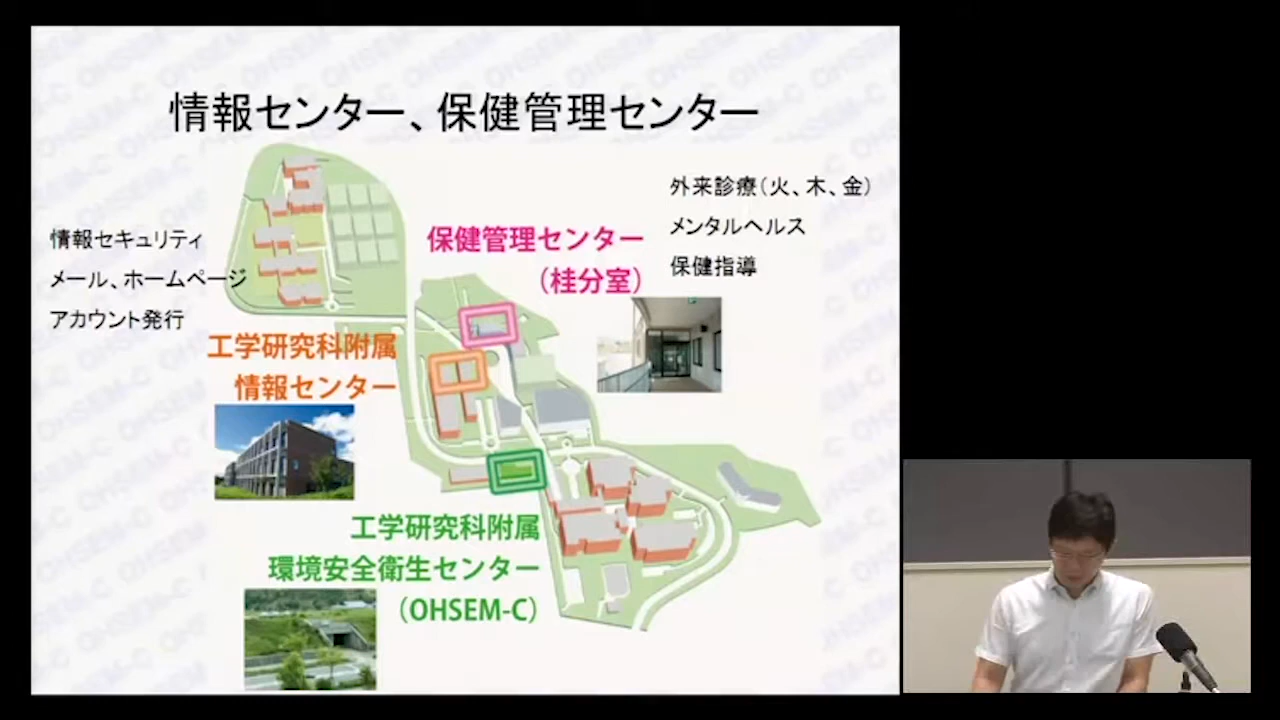 情報センター、保健管理センター
外来診療（火、木、金）
メンタルヘルス
保健指導
情報セキュリティ
メール、ホームページ
アカウント発行
保健管理センター
（桂分室）
工学研究科附属
情報センター
工学研究科附属
環境安全衛生センター
（OHSEM-C）
OHSEM-C